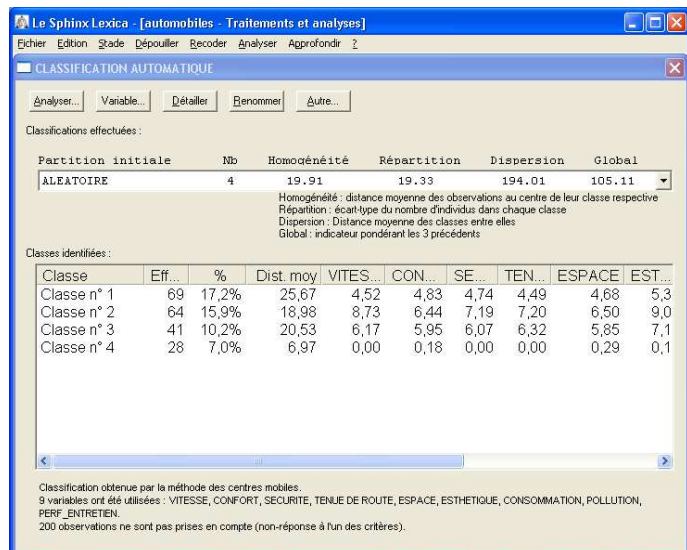 Le Sphinx Lexica - [automobiles - Traitements et analyses]
Fichier Edition Stade Dépouiller Recoder Analyser Approfondir ?
CLASSIFICATION AUTOMATIQUE
Analyser... Variable... Détailler Renommer Autre...
Classifications effectuées :
Partition initiale Nb Homogénéité Répartition Dispersion Global
ALEATOIRE 4 19.91 19.33 194.01 105.11
Homogénéité : distance moyenne des observations au centre de leur classe respective
Répartition : écart-type du nombre d'individus dans chaque classe
Dispersion : Distance moyenne des classes entre elles
Global : indicateur pondérant les 3 précédents
Classes identifiées :
Classe Eff... % Dist. moy VITES... CON... SE... TEN... ESPACE EST...
Classe n° 1 69 17,2% 25,67 4,52 4,83 4,74 4,49 4,68 5,3
Classe n° 2 64 15,9% 18,98 8,73 6,44 7,19 7,20 6,50 9,0
Classe n° 3 41 10,2% 20,53 6,17 5,95 6,07 6,32 5,85 7,1
Classe n° 4 28 7,0% 6,97 0,00 0,18 0,00 0,00 0,29 0,1
Classification obtenue par la méthode des centres mobiles.
9 variables ont été utilisées : VITESSE, CONFORT, SECURITE, TENUE DE ROUTE, ESPACE, ESTHETIQUE, CONSOMMATION, POLLUTION,
PERF_ENTRETIEN.
200 observations ne sont pas prises en compte (non-réponse à l'un des critères).